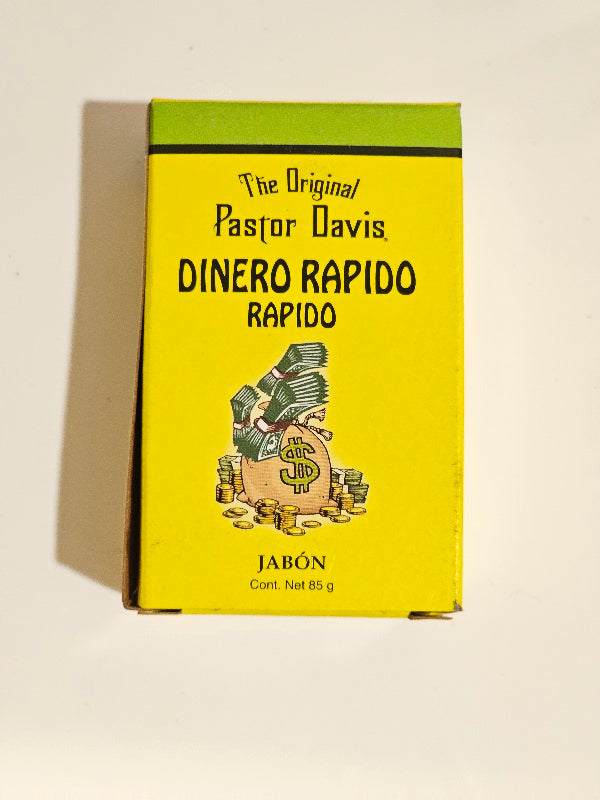 The Original
Pastor Davis
DINERO RAPIDO
RAPIDO
$
JABÓN
Cont. Net 85 g